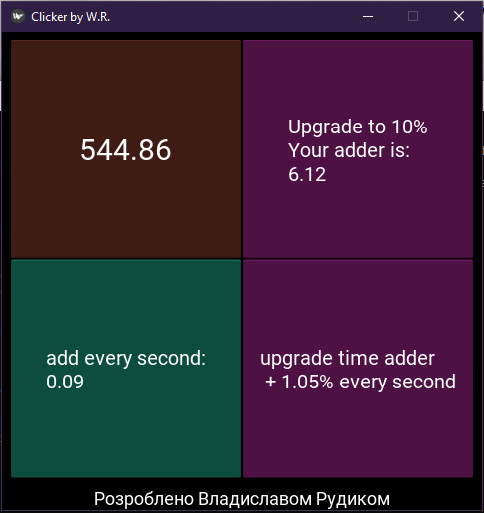 Clicker by W.R.
544.86
Upgrade to 10%
Your adder is:
6.12
add every second:
0.09
upgrade time adder
+ 1.05% every second
Розроблено Владиславом Рудиком